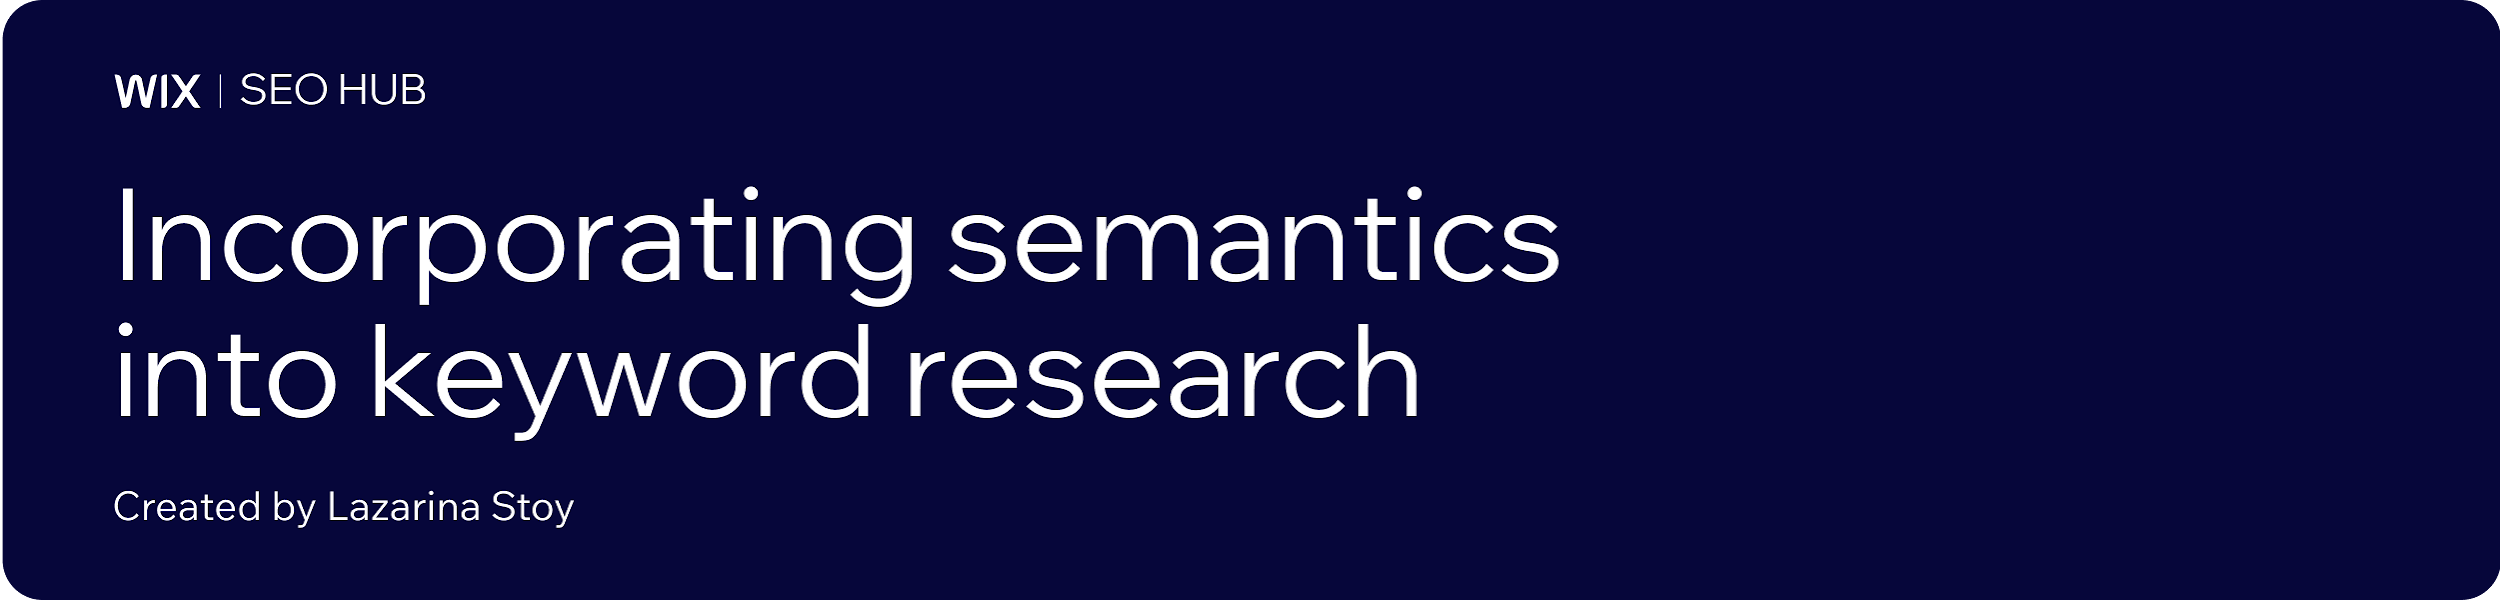 WIX | SEO HUB
Incorporating semantics
into keyword research
Created by Lazarina Stoy